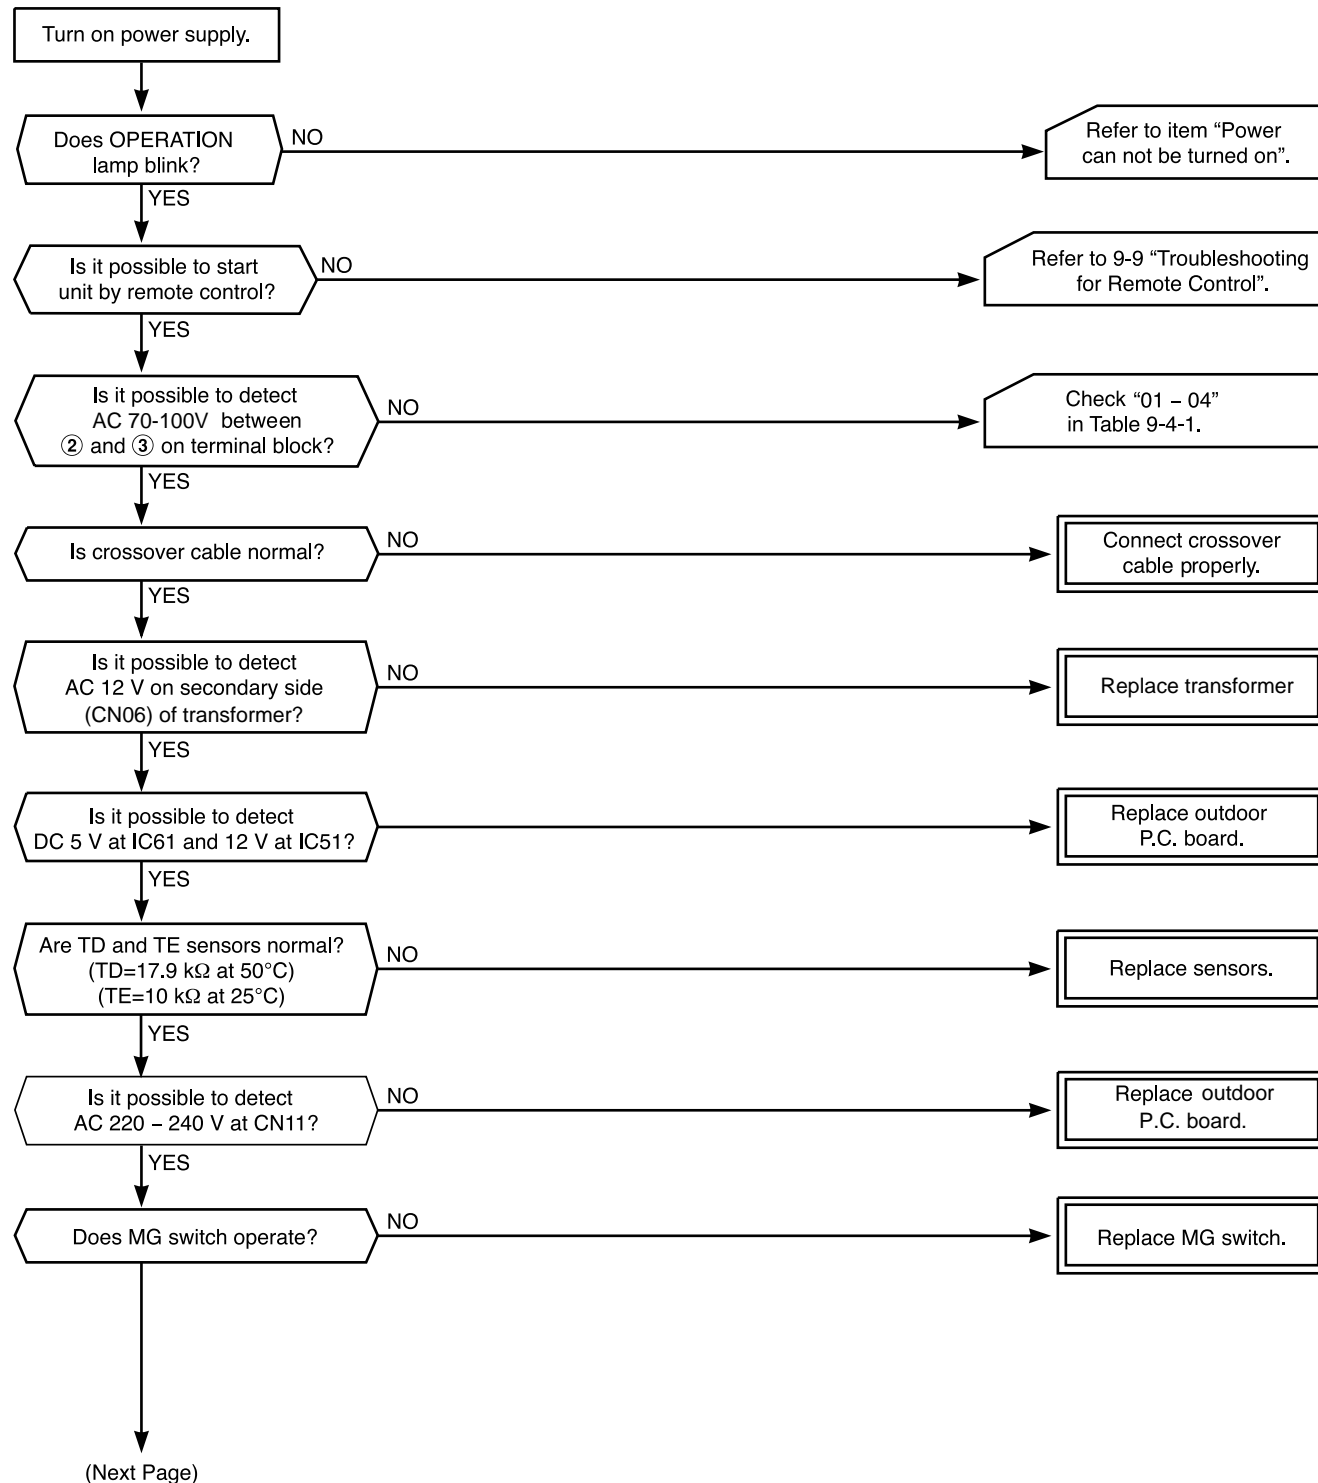 Turn on power supply.
Does OPERATION
lamp blink?
NO
Refer to item “Power
can not be turned on”.
YES
Is it possible to start
unit by remote control?
NO
Refer to 9-9 “Troubleshooting
for Remote Control”.
YES
Is it possible to detect
AC 70-100V between
② and ③ on terminal block?
NO
Check “01 – 04”
in Table 9-4-1.
YES
Is crossover cable normal?
NO
Connect crossover
cable properly.
YES
Is it possible to detect
AC 12 V on secondary side
(CN06) of transformer?
NO
Replace transformer
YES
Is it possible to detect
DC 5 V at IC61 and 12 V at IC51?
Replace outdoor
P.C. board.
YES
Are TD and TE sensors normal?
(TD=17.9 kΩ at 50°C)
(TE=10 kΩ at 25°C)
NO
Replace sensors.
YES
Is it possible to detect
AC 220 – 240 V at CN11?
NO
Replace outdoor
P.C. board.
YES
Does MG switch operate?
NO
Replace MG switch.
(Next Page)